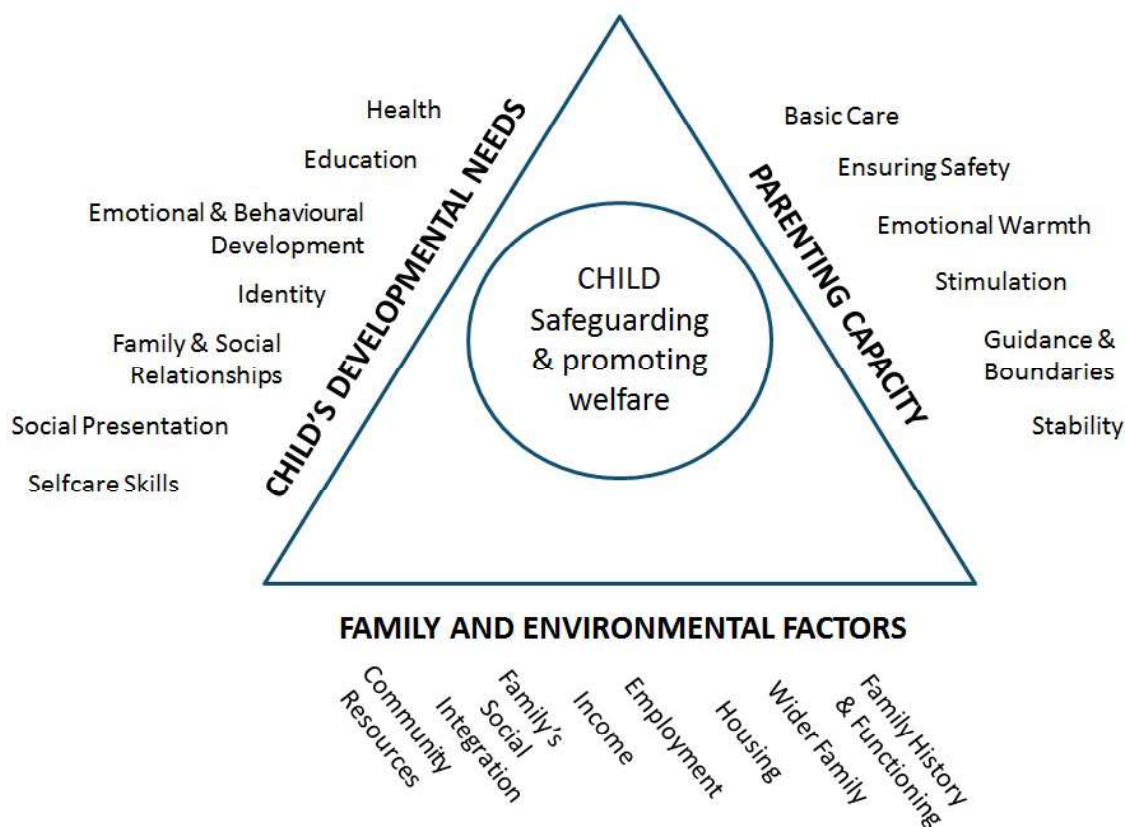 Health
Education
Emotional & Behavioural
Development
Identity
Family & Social
Relationships
Social Presentation
Selfcare Skills
CHILD'S DEVELOPMENTAL NEEDS
CHILD
Safeguarding
& promoting
welfare
PARENTING CAPACITY
Basic Care
Ensuring Safety
Emotional Warmth
Stimulation
Guidance &
Boundaries
Stability
FAMILY AND ENVIRONMENTAL FACTORS
Community
Resources
Family's
Social
Integration
Income
Employment
Housing
Wider Family
Family History
& Functioning